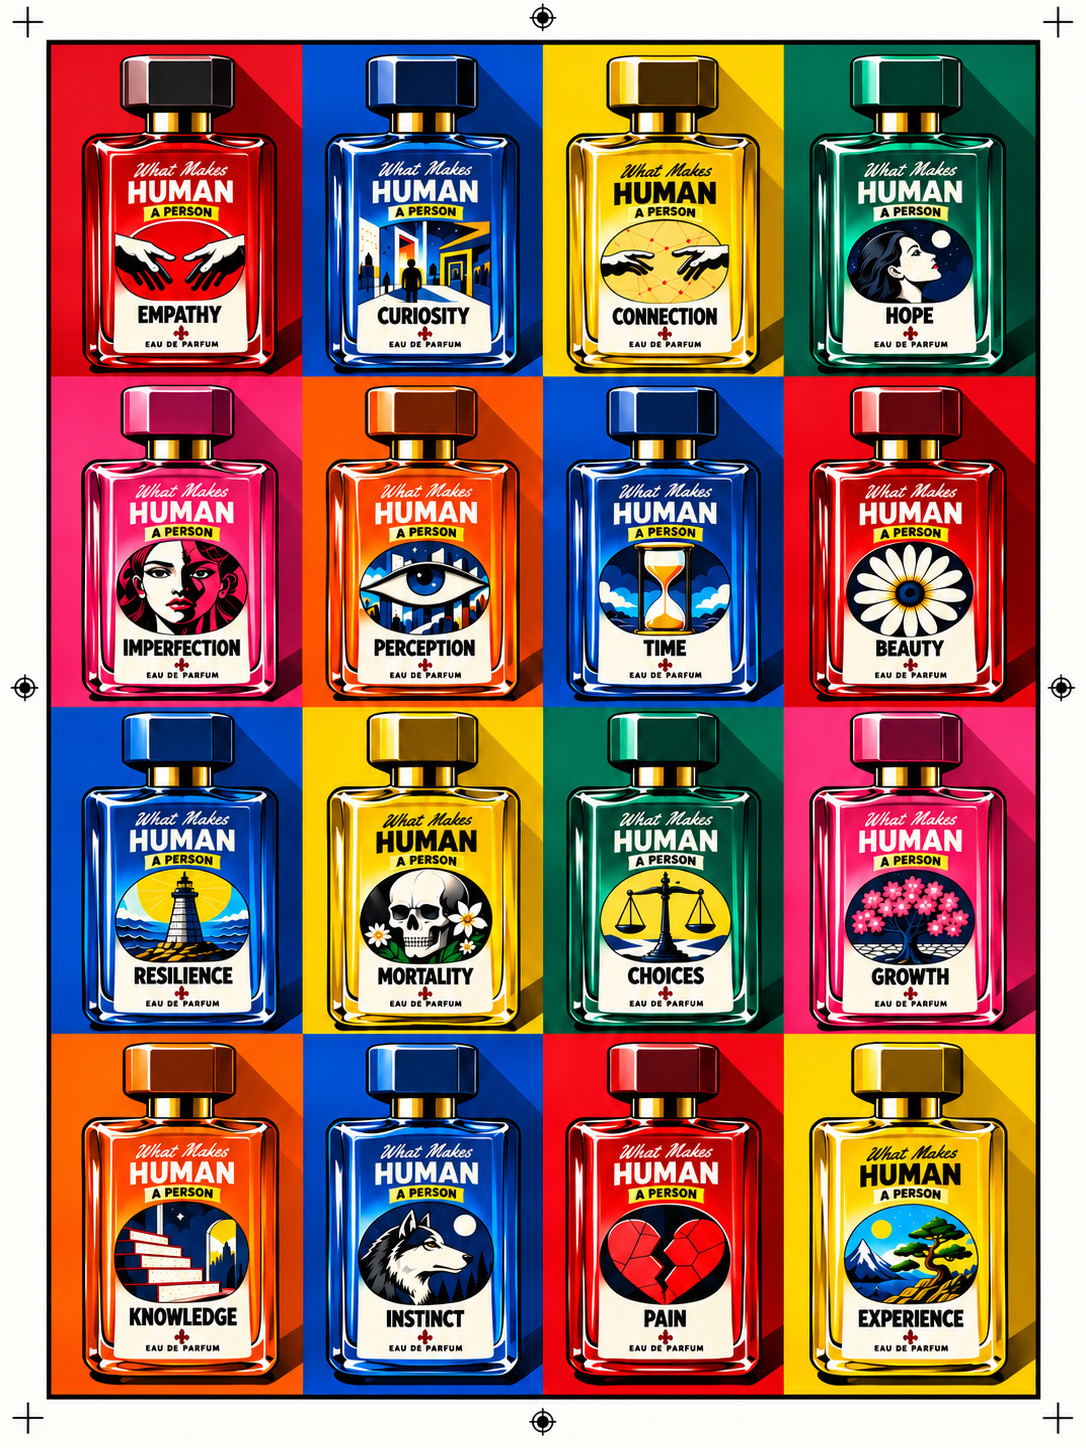 What Makes
HUMAN
A PERSON
EMPATHY
EAU DE PARFUM
What Makes
HUMAN
A PERSON
CURIOSITY
EAU DE PARFUM
What Makes
HUMAN
A PERSON
CONNECTION
EAU DE PARFUM
What Makes
HUMAN
A PERSON
HOPE
EAU DE PARFUM
What Makes
HUMAN
A PERSON
IMPERFECTION
EAU DE PARFUM
What Makes
HUMAN
A PERSON
PERCEPTION
EAU DE PARFUM
What Makes
HUMAN
A PERSON
TIME
EAU DE PARFUM
What Makes
HUMAN
A PERSON
BEAUTY
EAU DE PARFUM
What Makes
HUMAN
A PERSON
RESILIENCE
EAU DE PARFUM
What Makes
HUMAN
A PERSON
MORTALITY
EAU DE PARFUM
What Makes
HUMAN
A PERSON
CHOICES
EAU DE PARFUM
What Makes
HUMAN
A PERSON
GROWTH
EAU DE PARFUM
What Makes
HUMAN
A PERSON
KNOWLEDGE
EAU DE PARFUM
What Makes
HUMAN
A PERSON
INSTINCT
EAU DE PARFUM
What Makes
HUMAN
A PERSON
PAIN
EAU DE PARFUM
What Makes
HUMAN
A PERSON
EXPERIENCE
EAU DE PARFUM